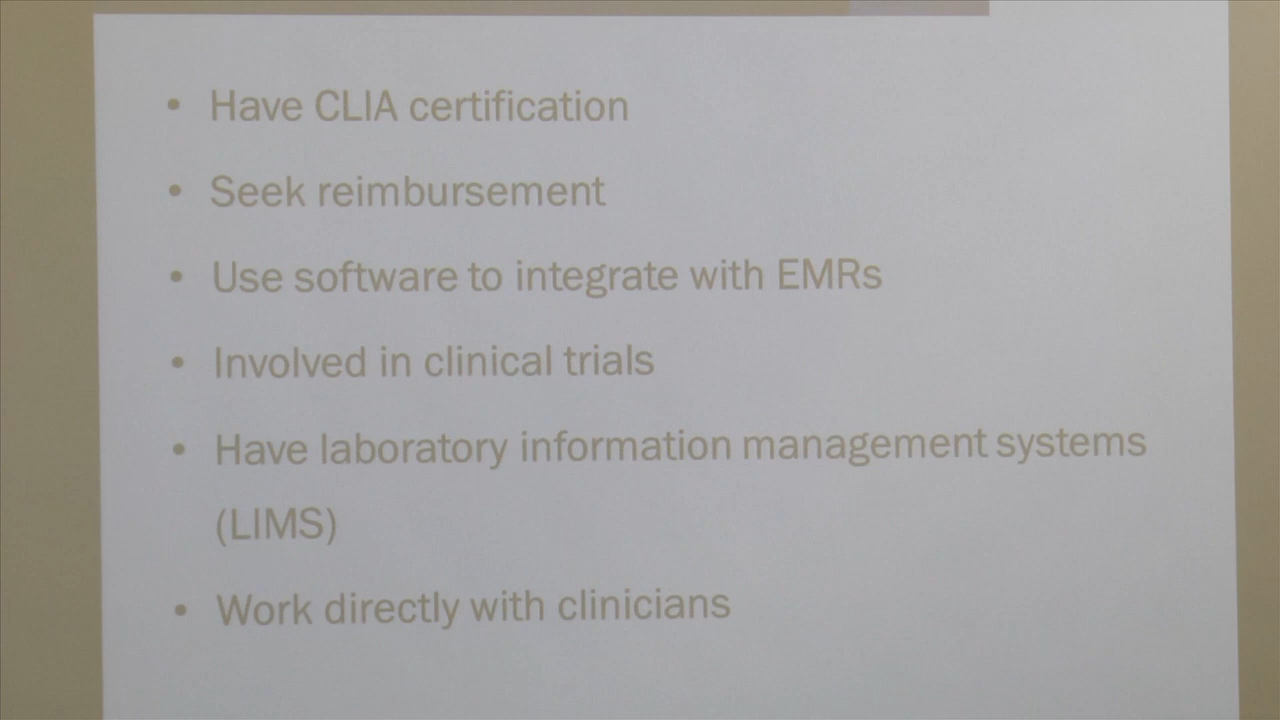 • Have CLIA certification
• Seek reimbursement
• Use software to integrate with EMRs
• Involved in clinical trials
• Have laboratory information management systems
(LIMS)
• Work directly with clinicians